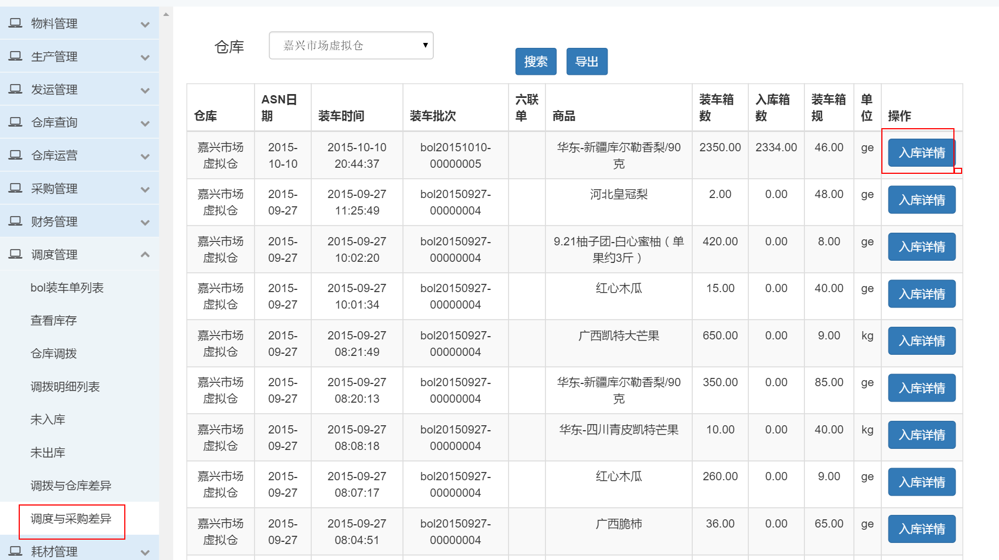 物料管理
生产管理
发运管理
仓库查询
仓库运营
采购管理
财务管理
调度管理
bol装车单列表
查看库存
仓库调拨
调拨明细列表
未入库
未出库
调拨与仓库差异
调度与采购差异
耗材管理
仓库 嘉兴市场虚拟仓
搜索 导出
仓库 ASN日期 装车时间 装车批次 六联单 商品 装车箱数 入库箱数 装车箱规 单位 操作
嘉兴市场虚拟仓 2015-10-10 2015-10-10 20:44:37 bol20151010-00000005 华东-新疆库尔勒香梨/90克 2350.00 2334.00 46.00 ge 入库详情
嘉兴市场虚拟仓 2015-09-27 2015-09-27 11:25:49 bol20150927-00000004 河北皇冠梨 2.00 0.00 48.00 ge 入库详情
嘉兴市场虚拟仓 2015-09-27 2015-09-27 10:02:20 bol20150927-00000004 9.21柚子团-白心蜜柚（单果约3斤） 420.00 0.00 8.00 ge 入库详情
嘉兴市场虚拟仓 2015-09-27 2015-09-27 10:01:34 bol20150927-00000004 红心木瓜 15.00 0.00 40.00 ge 入库详情
嘉兴市场虚拟仓 2015-09-27 2015-09-27 08:21:49 bol20150927-00000004 广西凯特大芒果 650.00 0.00 9.00 kg 入库详情
嘉兴市场虚拟仓 2015-09-27 2015-09-27 08:20:13 bol20150927-00000004 华东-新疆库尔勒香梨/90克 350.00 0.00 85.00 ge 入库详情
嘉兴市场虚拟仓 2015-09-27 2015-09-27 08:08:18 bol20150927-00000004 华东-四川青皮凯特芒果 10.00 0.00 40.00 kg 入库详情
嘉兴市场虚拟仓 2015-09-27 2015-09-27 08:07:17 bol20150927-00000004 红心木瓜 260.00 0.00 9.00 ge 入库详情
嘉兴市场虚拟仓 2015-09-27 2015-09-27 08:04:51 bol20150927-00000004 广西脆柿 36.00 0.00 65.00 ge 入库详情